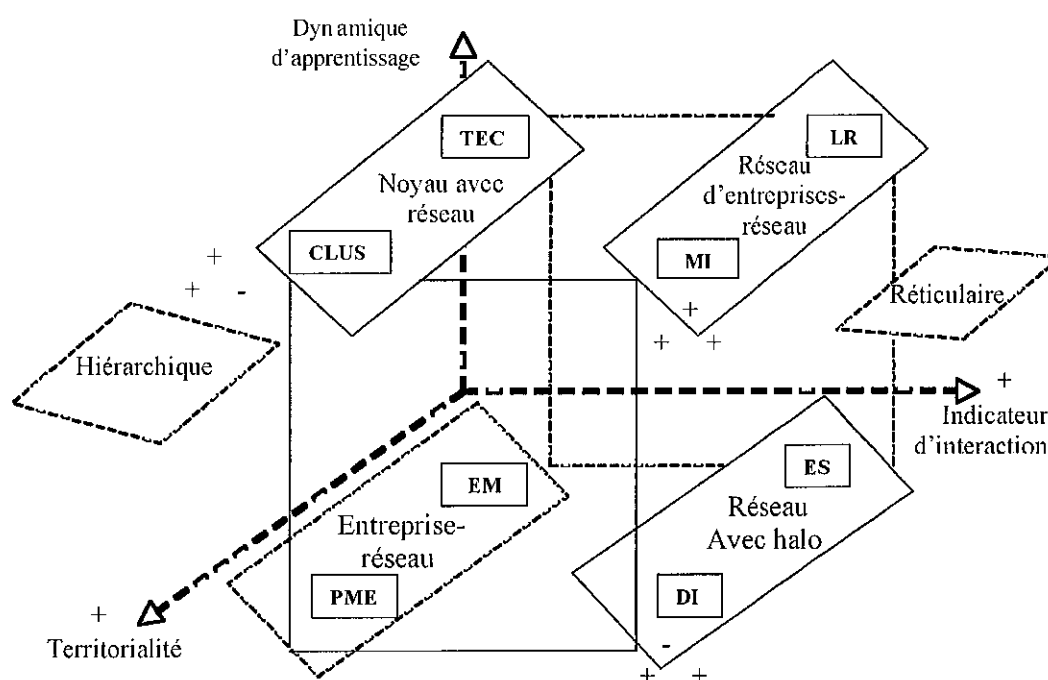 Dynamique
d'apprentissage
TEC
LR
Noyau avec
réseau
Réseau
d'entreprises-
réseau
CLUS
MI
+
+ -
+
+ +
Réticulaire
Hiérarchique
+
Indicateur
d'interaction
EM
ES
Entreprise-
réseau
Réseau
Avec halo
PME
DI
+
Territorialité
-
+ +